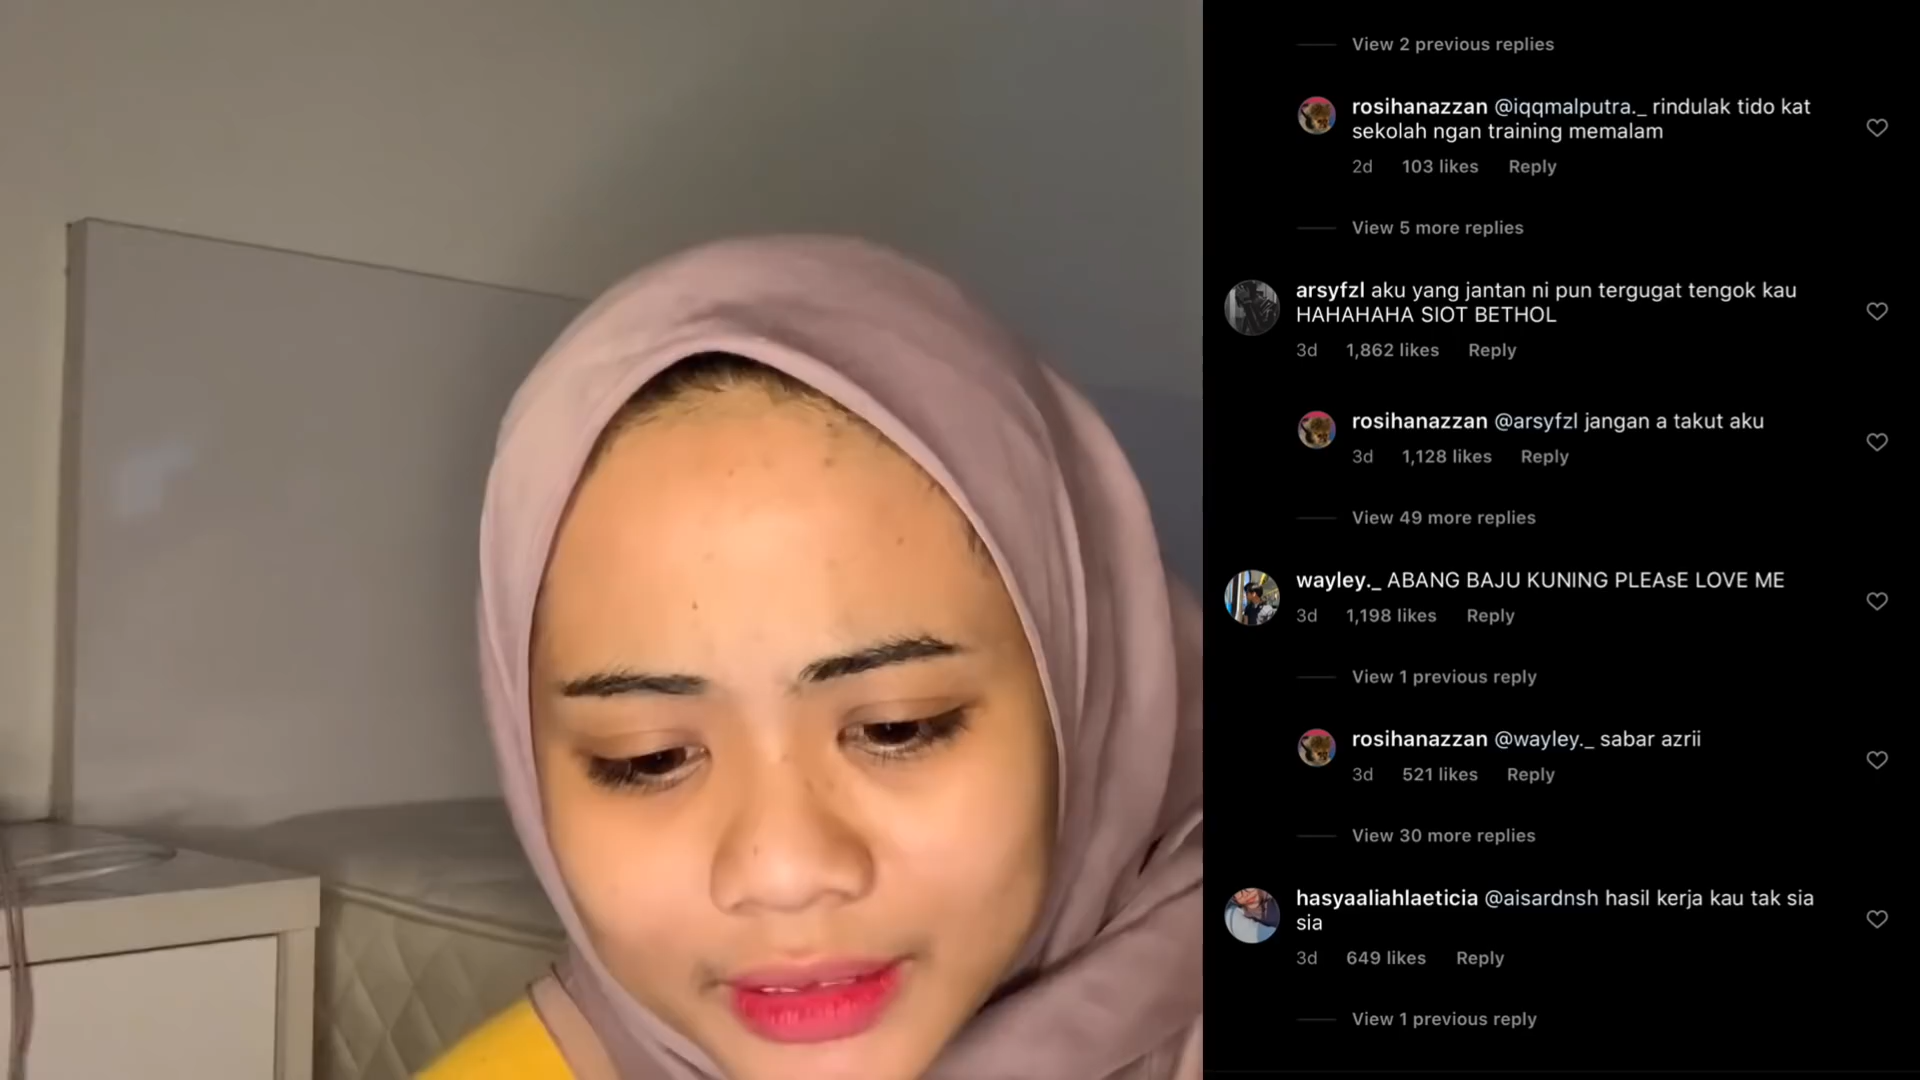 View 2 previous replies
rosihanazzan @iqqmalputra._ rindulak tido kat
sekolah ngan training memalam
2d 103 likes Reply
View 5 more replies
arsyfzl aku yang jantan ni pun tergugat tengok kau
HAHAHAHA SIOT BETHOL
3d 1,862 likes Reply
rosihanazzan @arsyfzl jangan a takut aku
3d 1,128 likes Reply
View 49 more replies
wayley._ ABANG BAJU KUNING PLEAsE LOVE ME
3d 1,198 likes Reply
View 1 previous reply
rosihanazzan @wayley._ sabar azrii
3d 521 likes Reply
View 30 more replies
hasyaaliahlaeticia @aisardnsh hasil kerja kau tak sia
sia
3d 649 likes Reply
View 1 previous reply